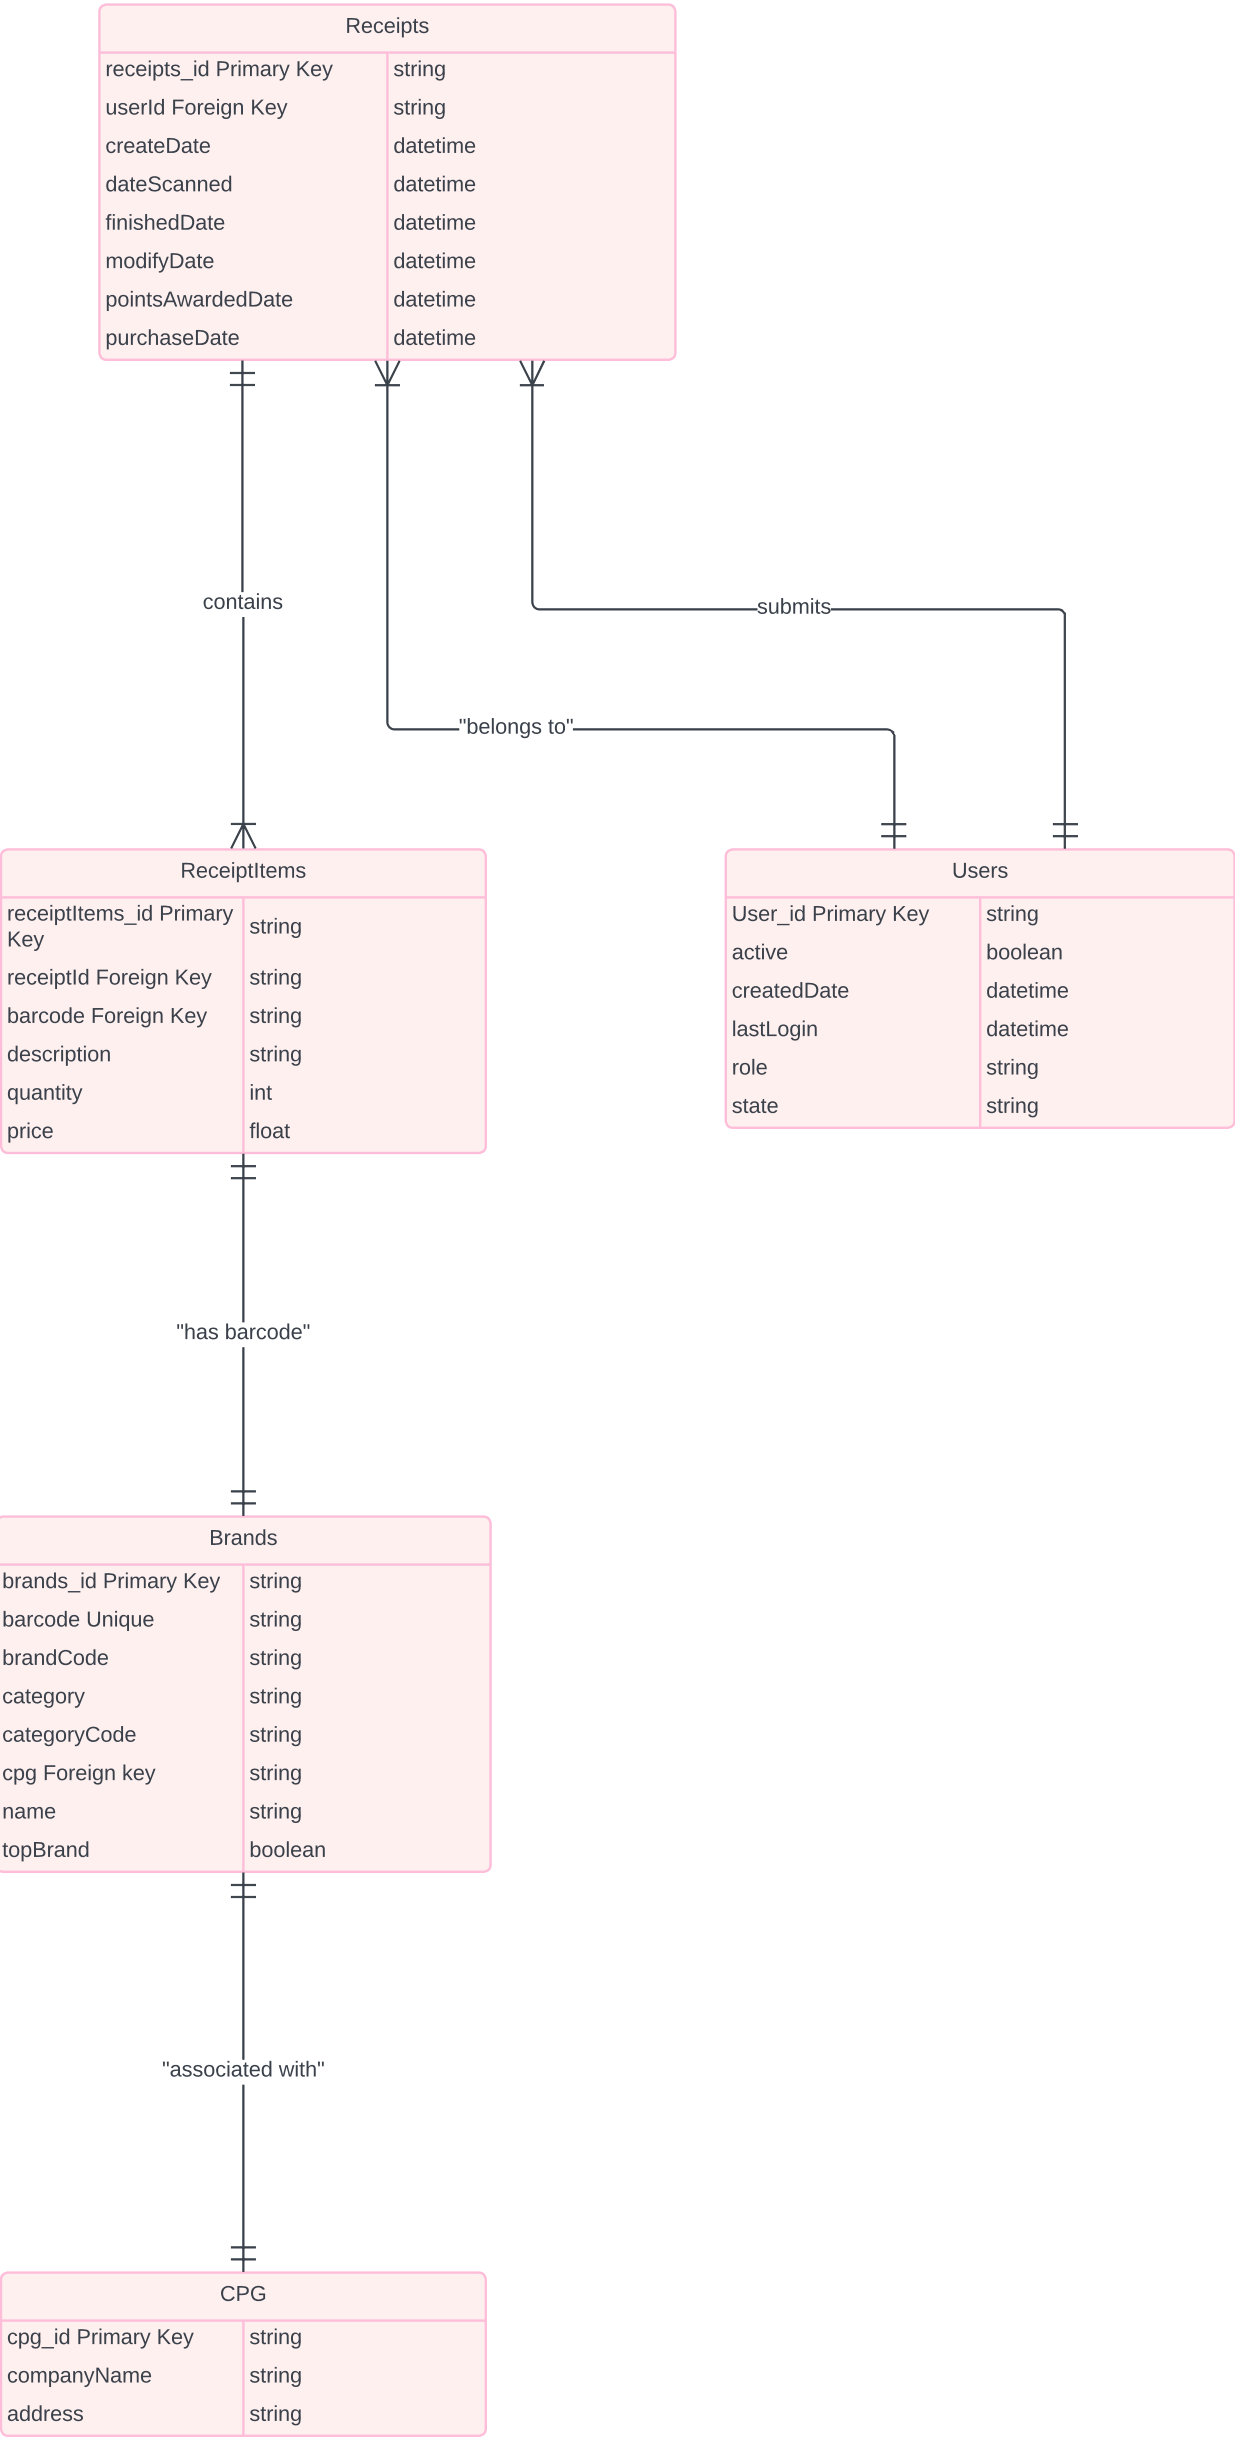 Receipts
receipts_id Primary Key string
userId Foreign Key string
createDate datetime
dateScanned datetime
finishedDate datetime
modifyDate datetime
pointsAwardedDate datetime
purchaseDate datetime
contains
submits
"belongs to"
ReceiptItems
receiptItems_id Primary
Key
string
receiptId Foreign Key string
barcode Foreign Key string
description string
quantity int
price float
Users
User_id Primary Key string
active boolean
createdDate datetime
lastLogin datetime
role string
state string
"has barcode"
Brands
brands_id Primary Key string
barcode Unique string
brandCode string
category string
categoryCode string
cpg Foreign key string
name string
topBrand boolean
"associated with"
CPG
cpg_id Primary Key string
companyName string
address string